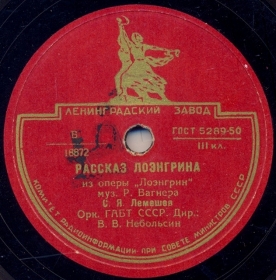 ЛЕНИНГРАДСКИЙ ЗАВОД
ГОСТ 5289-50
III кл.
В
18872
РАССКАЗ ЛОЭНГРИНА
из оперы „Лоэнгрин"
муз. Р. Вагнера
С. Я. Лемешев
Орк. ГАБТ СССР. Дир.:
В. В. Небольсин
КОМИТЕТ РАДИОИНФОРМАЦИИ ПРИ СОВЕТЕ МИНИСТРОВ СССР